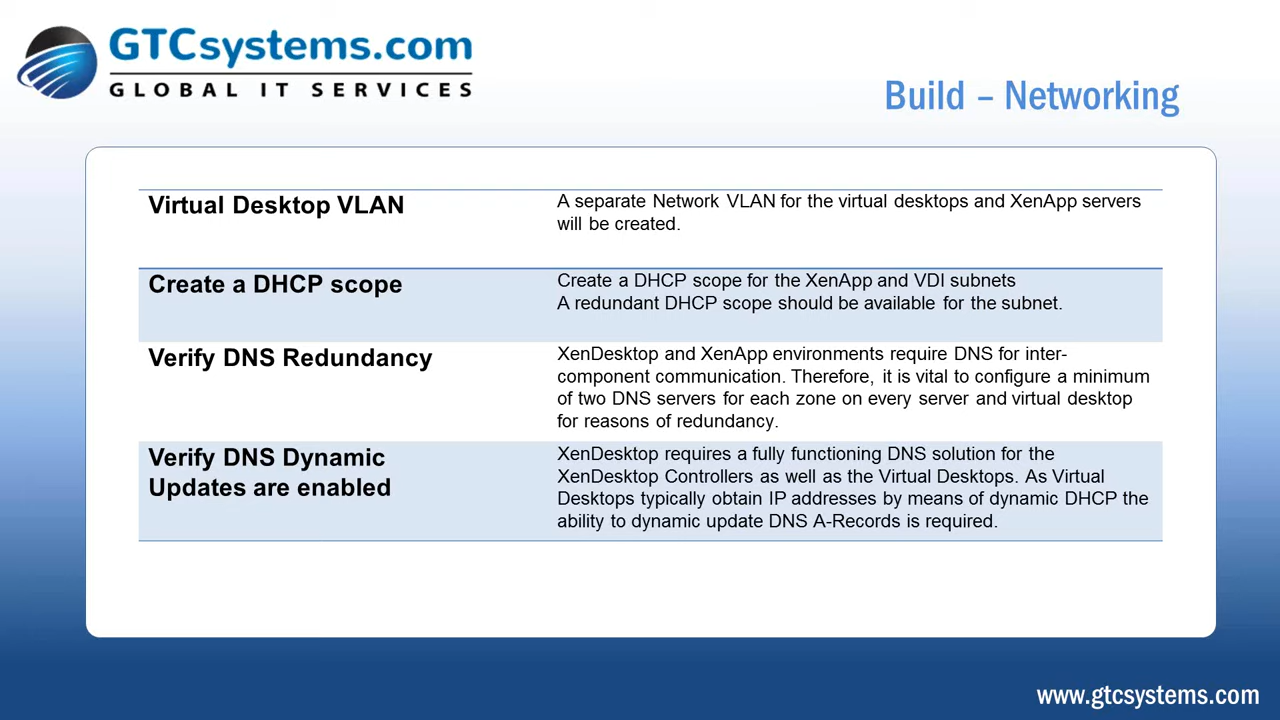 GTCsystems.com
GLOBAL IT SERVICES
Build – Networking
Virtual Desktop VLAN
A separate Network VLAN for the virtual desktops and XenApp servers
will be created.
Create a DHCP scope
Create a DHCP scope for the XenApp and VDI subnets
A redundant DHCP scope should be available for the subnet.
Verify DNS Redundancy
XenDesktop and XenApp environments require DNS for inter-
component communication. Therefore, it is vital to configure a minimum
of two DNS servers for each zone on every server and virtual desktop
for reasons of redundancy.
Verify DNS Dynamic
Updates are enabled
XenDesktop requires a fully functioning DNS solution for the
XenDesktop Controllers as well as the Virtual Desktops. As Virtual
Desktops typically obtain IP addresses by means of dynamic DHCP the
ability to dynamic update DNS A-Records is required.
www.gtcsystems.com